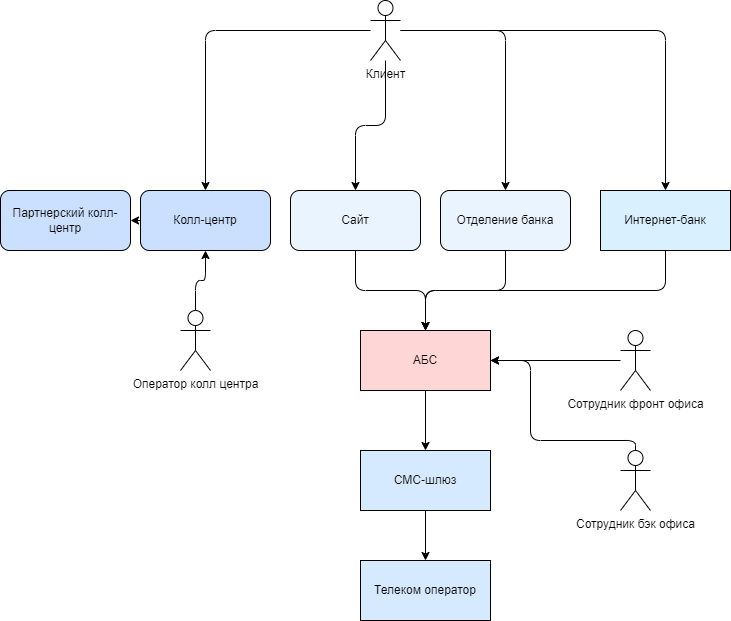 Клиент
Партнерский колл-
центр
Колл-центр
Сайт
Отделение банка
Интернет-банк
АБС
Оператор колл центра
Сотрудник фронт офиса
СМС-шлюз
Сотрудник бэк офиса
Телеком оператор